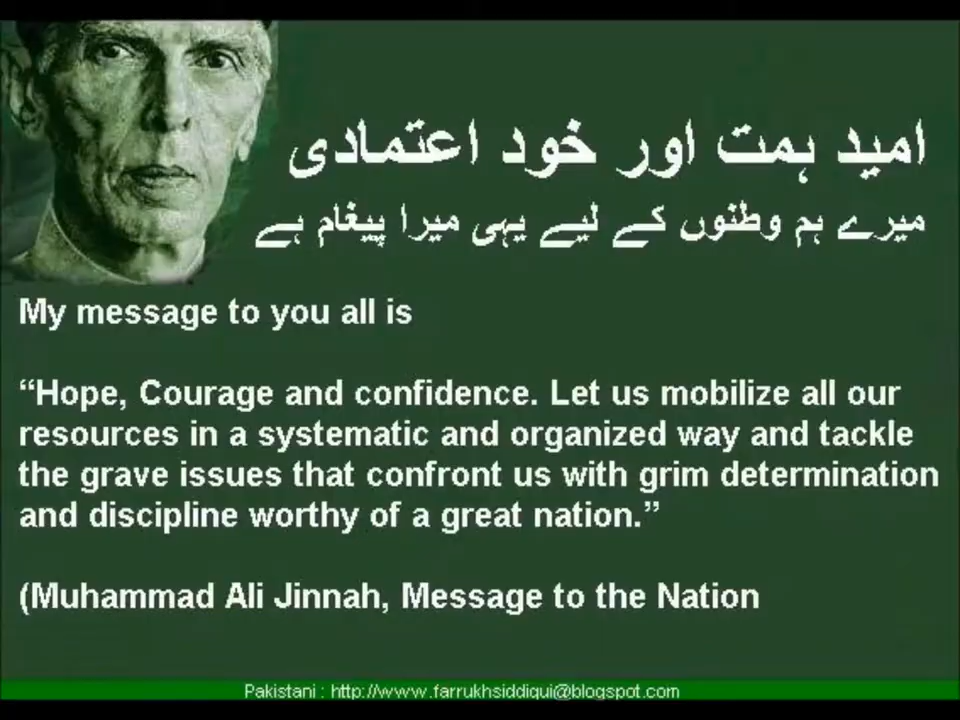 امید ہمت اور خود اعتمادی
میرے ہم وطنوں کے لیے یہی میرا پیغام ہے
My message to you all is
“Hope, Courage and confidence. Let us mobilize all our
resources in a systematic and organized way and tackle
the grave issues that confront us with grim determination
and discipline worthy of a great nation.”
(Muhammad Ali Jinnah, Message to the Nation
Pakistani : http://www.farrukhsiddiqui@blogspot.com